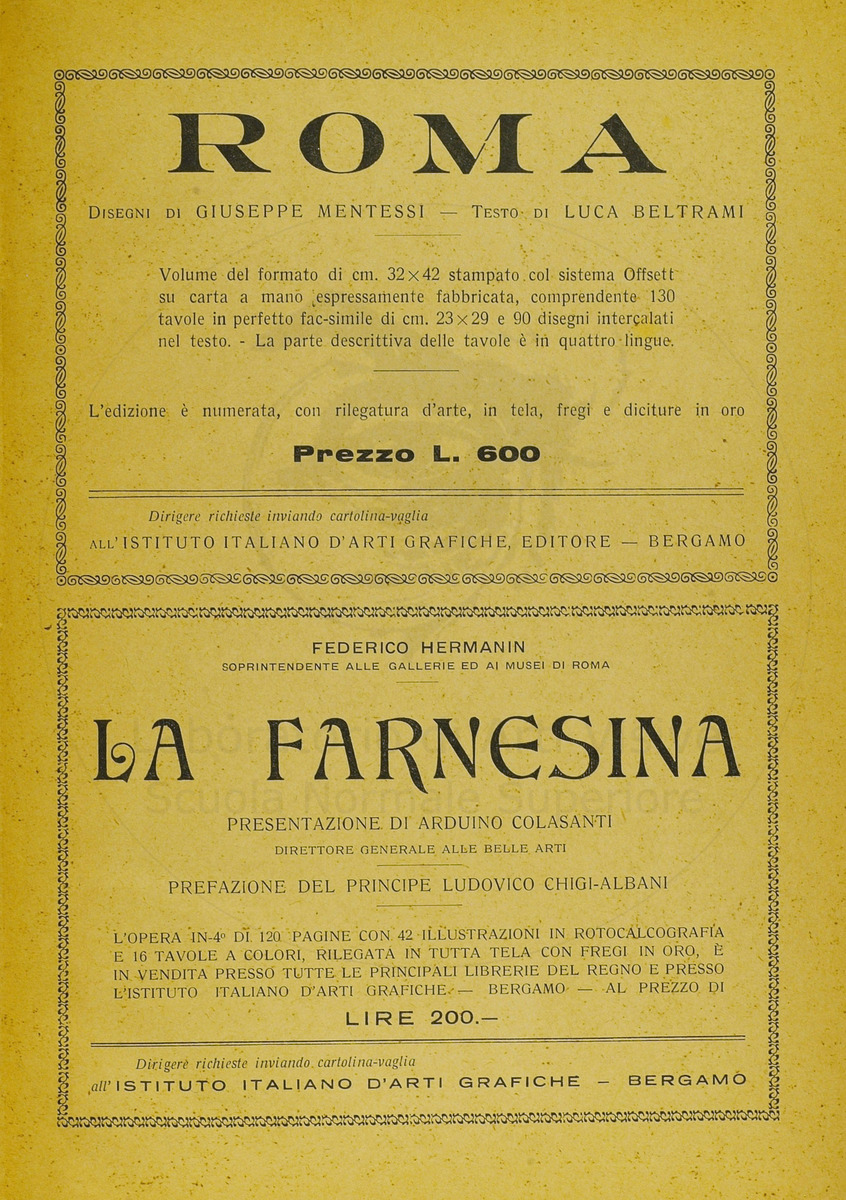 ROMA
DISEGNI DI GIUSEPPE MENTESSI — TESTO DI LUCA BELTRAMI
Volume del formato di cm. 32×42 stampato col sistema Offsett
su carta a mano espressamente fabbricata, comprendente 130
tavole in perfetto fac-simile di cm. 23×29 e 90 disegni intercalati
nel testo. - La parte descrittiva delle tavole è in quattro lingue.
L'edizione è numerata, con rilegatura d'arte, in tela, fregi e diciture in oro
Prezzo L. 600
Dirigere richieste inviando cartolina-vaglia
ALL'ISTITUTO ITALIANO D'ARTI GRAFICHE, EDITORE — BERGAMO
FEDERICO HERMANIN
SOPRINTENDENTE ALLE GALLERIE ED AI MUSEI DI ROMA
LA FARNESINA
Scuola Normale Superiore
PRESENTAZIONE DI ARDUINO COLASANTI
DIRETTORE GENERALE ALLE BELLE ARTI
PREFAZIONE DEL PRINCIPE LUDOVICO CHIGI-ALBANI
L'OPERA IN-4º DI 120 PAGINE CON 42 ILLUSTRAZIONI IN ROTOCALCOGRAFIA
E 16 TAVOLE A COLORI, RILEGATA IN TUTTA TELA CON FREGI IN ORO, È
IN VENDITA PRESSO TUTTE LE PRINCIPALI LIBRERIE DEL REGNO E PRESSO
L'ISTITUTO ITALIANO D'ARTI GRAFICHE — BERGAMO — AL PREZZO DI
LIRE 200.—
Dirigere richieste inviando cartolina-vaglia
all'ISTITUTO ITALIANO D'ARTI GRAFICHE — BERGAMO